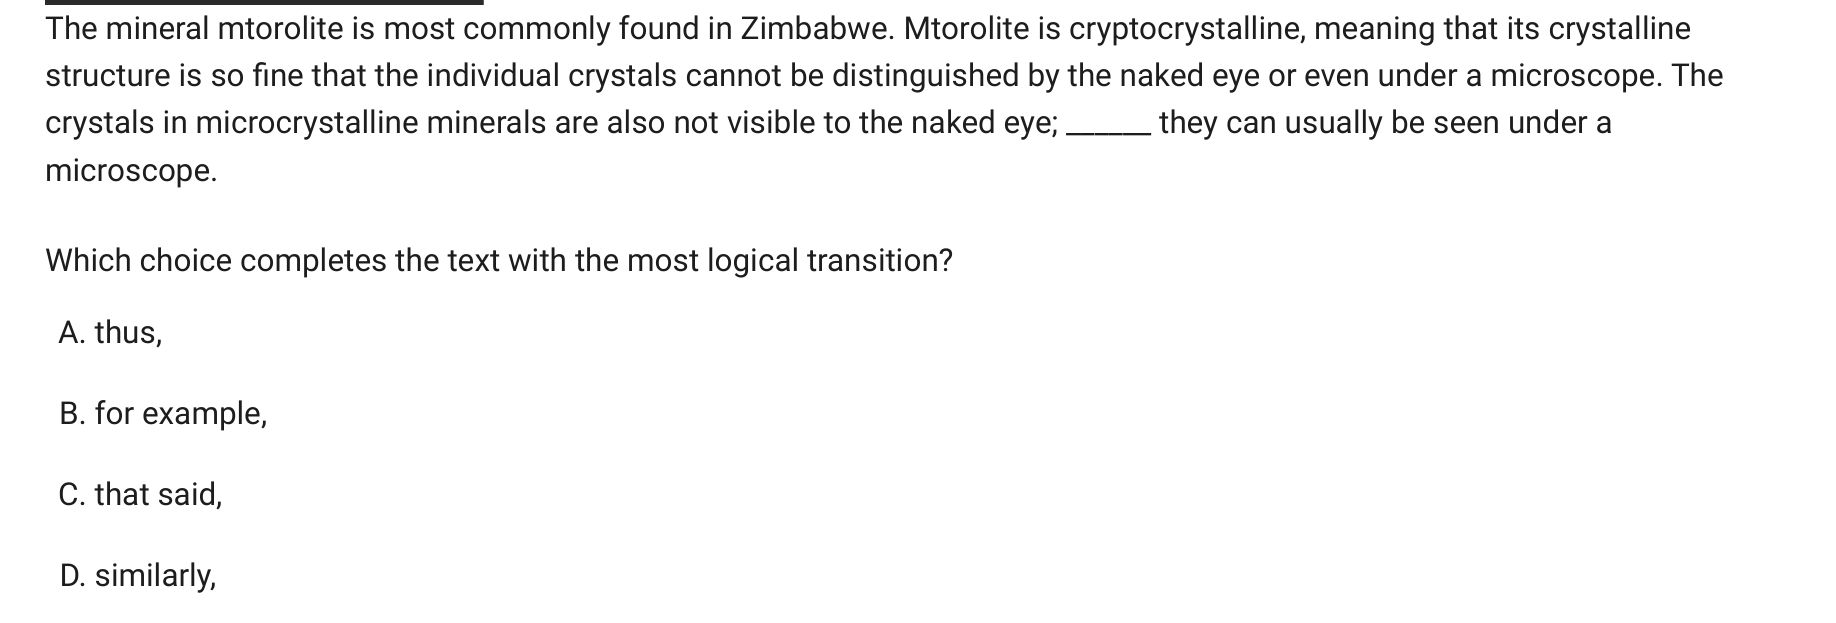 The mineral mtorolite is most commonly found in Zimbabwe. Mtorolite is cryptocrystalline, meaning that its crystalline
structure is so fine that the individual crystals cannot be distinguished by the naked eye or even under a microscope. The
crystals in microcrystalline minerals are also not visible to the naked eye; ______ they can usually be seen under a
microscope.
Which choice completes the text with the most logical transition?
A. thus,
B. for example,
C. that said,
D. similarly,